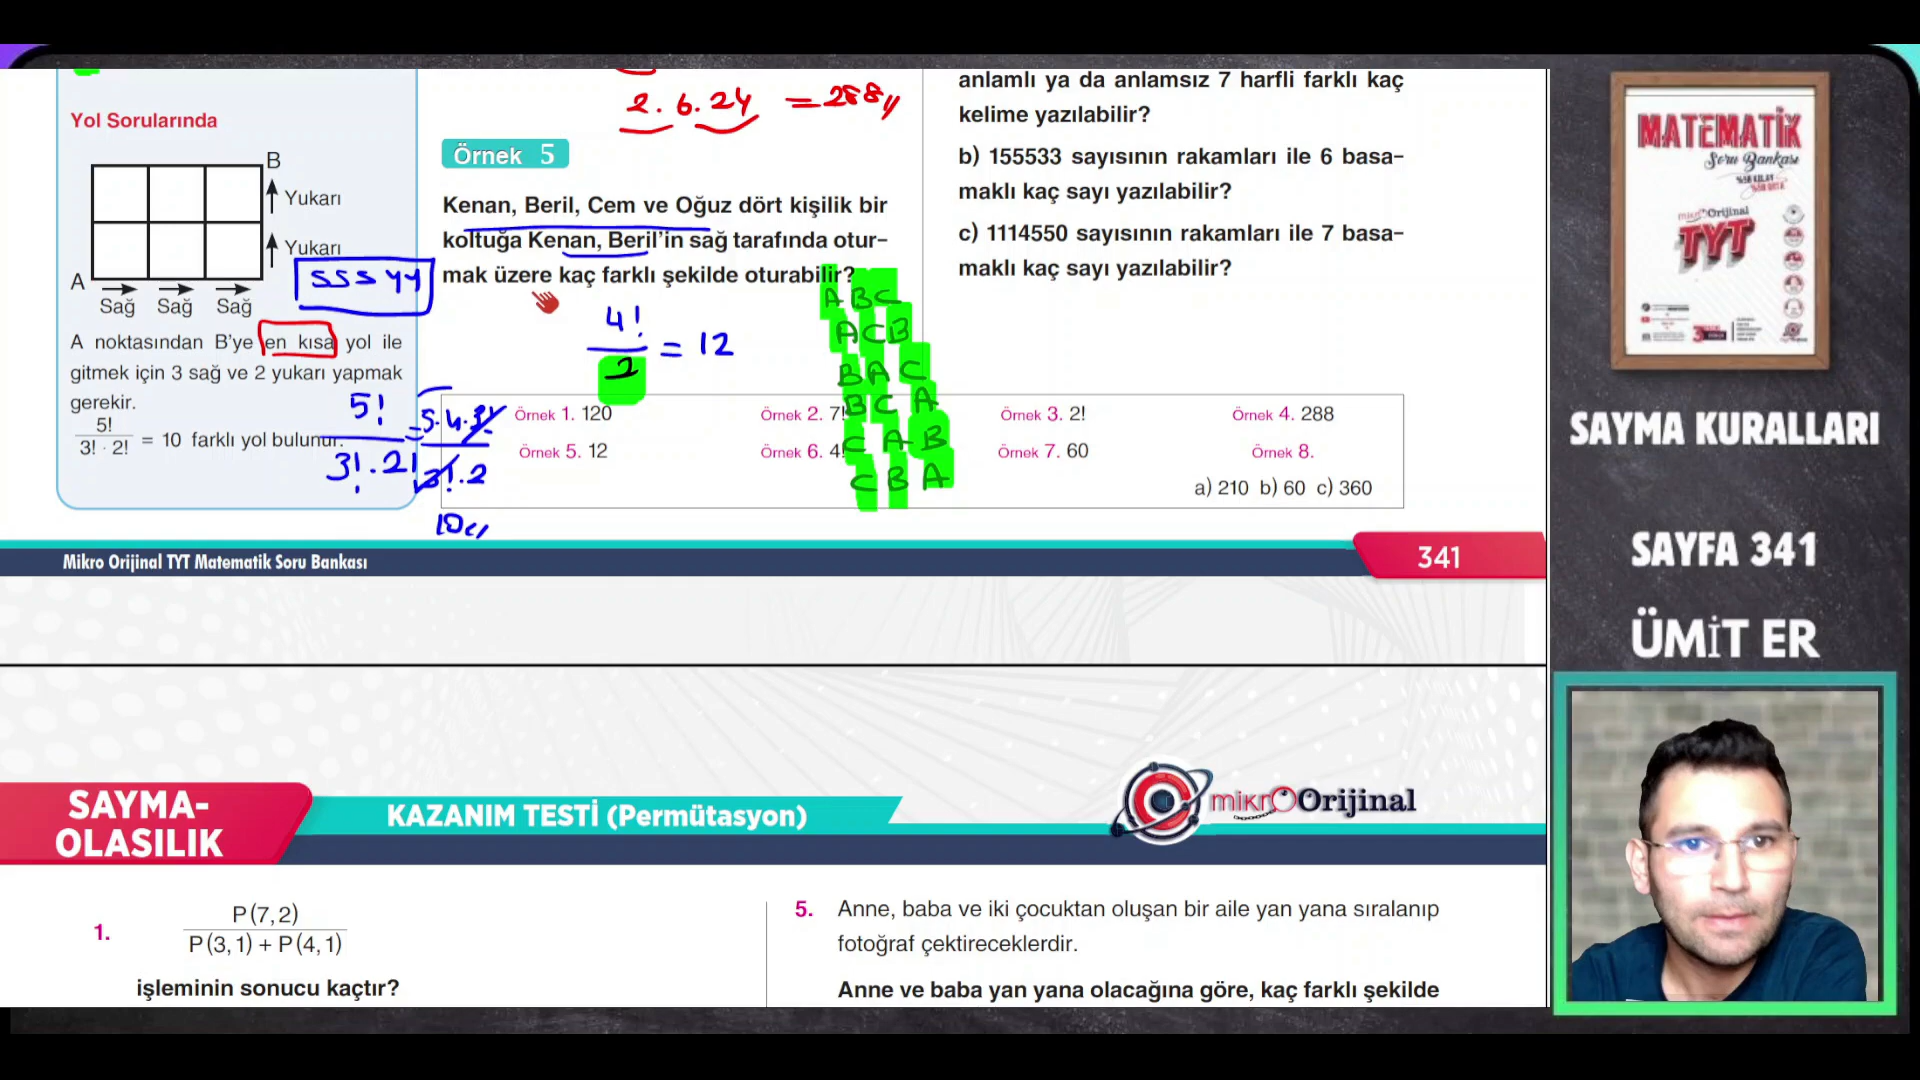 Yol Sorularında
B
Yukarı
Yukarı
A
Sağ Sağ Sağ
SSS YY
A noktasından B'ye en kısa yol ile
gitmek için 3 sağ ve 2 yukarı yapmak
gerekir.
5!
3! · 2!
= 10 farklı yol bulunur.
5!
3!.2!
= 5.4.3!
3!.2
10
2.6.24 = 288
Örnek 5
Kenan, Beril, Cem ve Oğuz dört kişilik bir
koltuğa Kenan, Beril'in sağ tarafında otur-
mak üzere kaç farklı şekilde oturabilir?
4!
2
= 12
ABC
ACB
BAC
BCA
CAB
CBA
anlamlı ya da anlamsız 7 harfli farklı kaç
kelime yazılabilir?
b) 155533 sayısının rakamları ile 6 basa-
maklı kaç sayı yazılabilir?
c) 1114550 sayısının rakamları ile 7 basa-
maklı kaç sayı yazılabilir?
Örnek 1. 120 Örnek 2. 7! Örnek 3. 2! Örnek 4. 288
Örnek 5. 12 Örnek 6. 4! Örnek 7. 60 Örnek 8.
a) 210 b) 60 c) 360
Mikro Orijinal TYT Matematik Soru Bankası
341
SAYMA-
OLASILIK
KAZANIM TESTİ (Permütasyon)
mikrOOrijinal
1. P(7,2)
P(3,1) + P(4,1)
işleminin sonucu kaçtır?
5. Anne, baba ve iki çocuktan oluşan bir aile yan yana sıralanıp
fotoğraf çektireceklerdir.
Anne ve baba yan yana olacağına göre, kaç farklı şekilde
MATEMATİK
Soru Bankası
mikrOOrijinal
TYT
SAYMA KURALLARI
SAYFA 341
ÜMİT ER